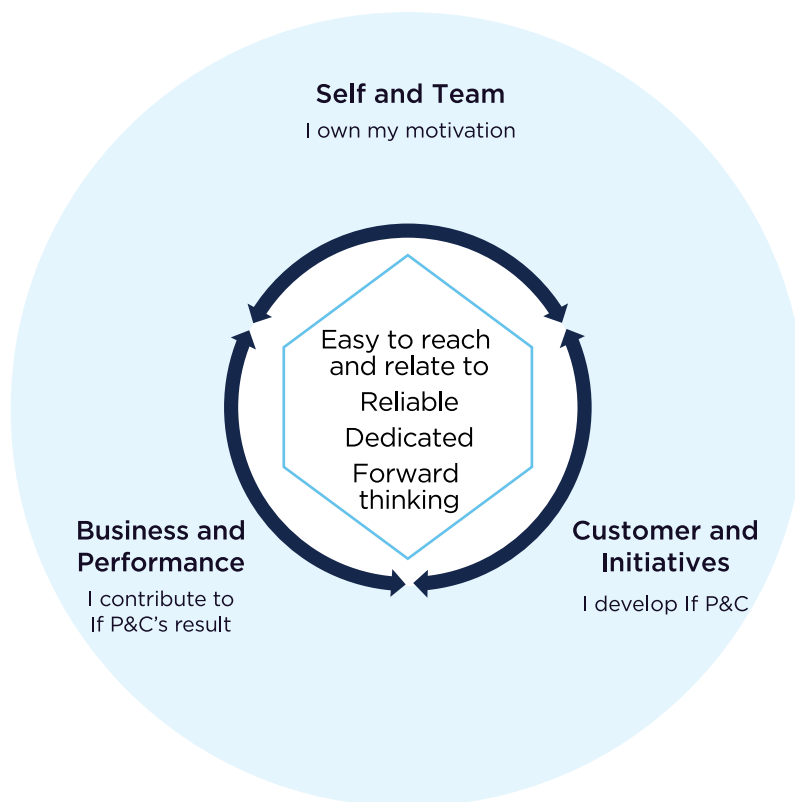 Self and Team
I own my motivation
Easy to reach
and relate to
Reliable
Dedicated
Forward
thinking
Business and
Performance
I contribute to
If P&C's result
Customer and
Initiatives
I develop If P&C